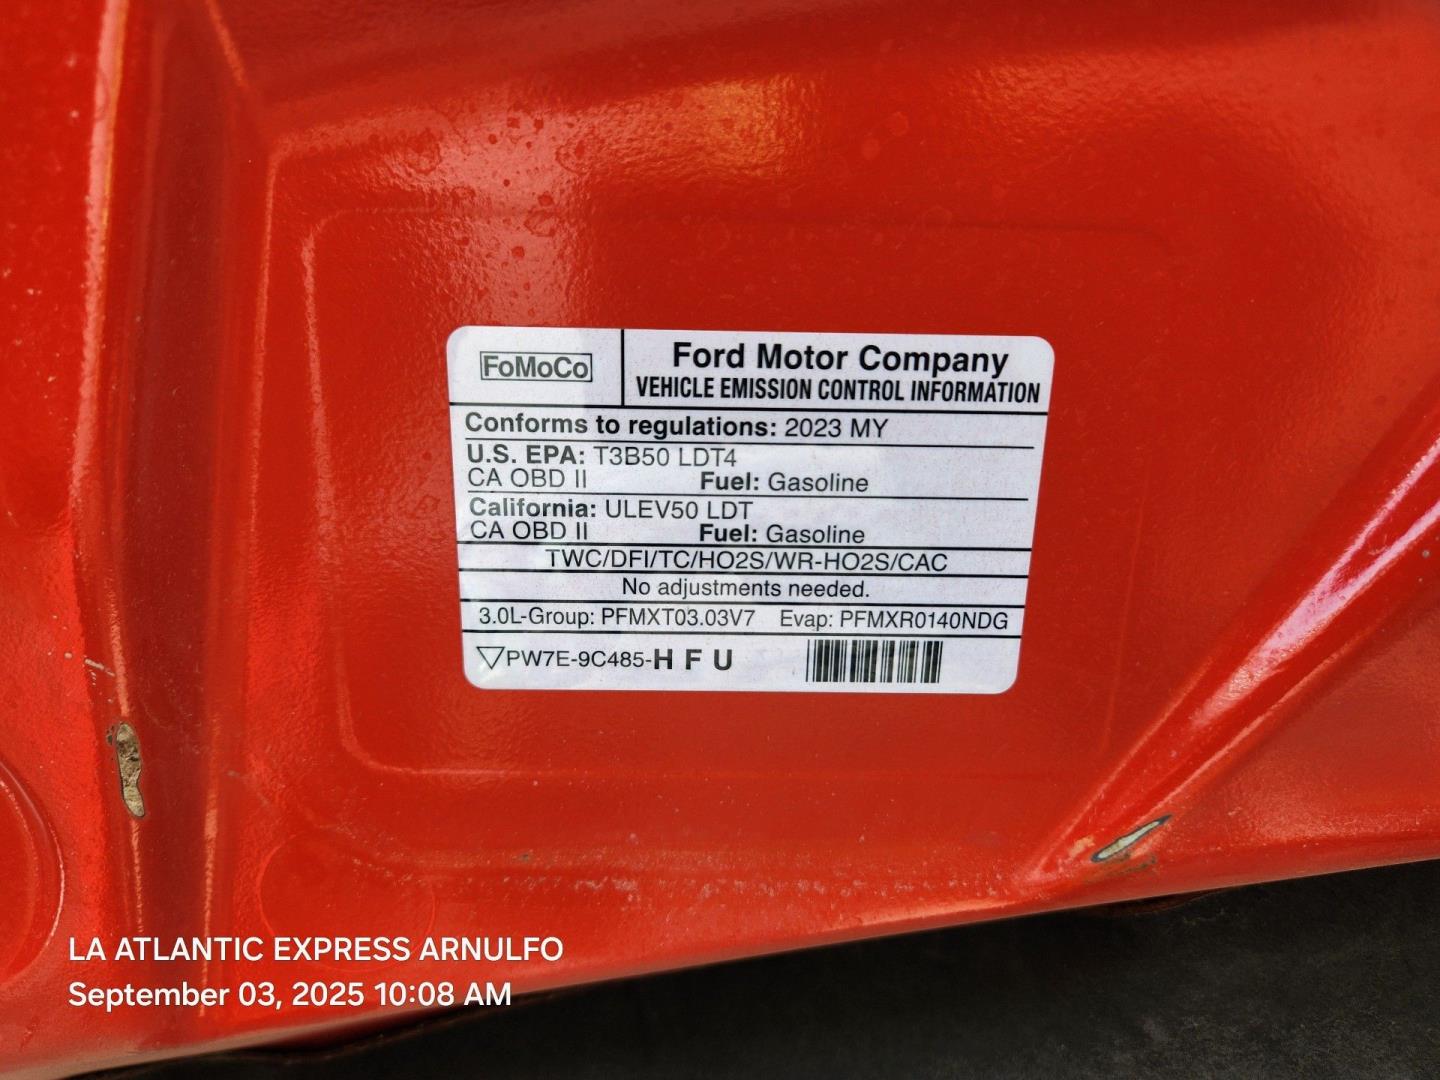 FoMoCo
Ford Motor Company
VEHICLE EMISSION CONTROL INFORMATION
Conforms to regulations: 2023 MY
U.S. EPA: T3B50 LDT4
CA OBD II Fuel: Gasoline
California: ULEV50 LDT
CA OBD II Fuel: Gasoline
TWC/DFI/TC/HO2S/WR-HO2S/CAC
No adjustments needed.
3.0L-Group: PFMXT03.03V7 Evap: PFMXR0140NDG
PW7E-9C485-H F U
LA ATLANTIC EXPRESS ARNULFO
September 03, 2025 10:08 AM